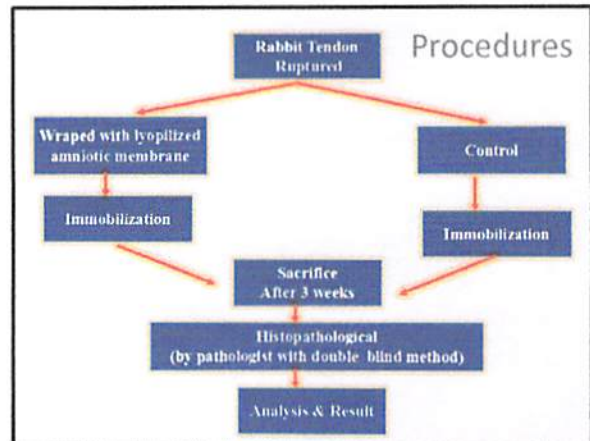 Procedures
Rabbit Tendon
Ruptured
Wraped with lyopilized
amniotic membrane
Control
Immobilization
Immobilization
Sacrifice
After 3 weeks
Histopathological
(by pathologist with double blind method)
Analysis & Result